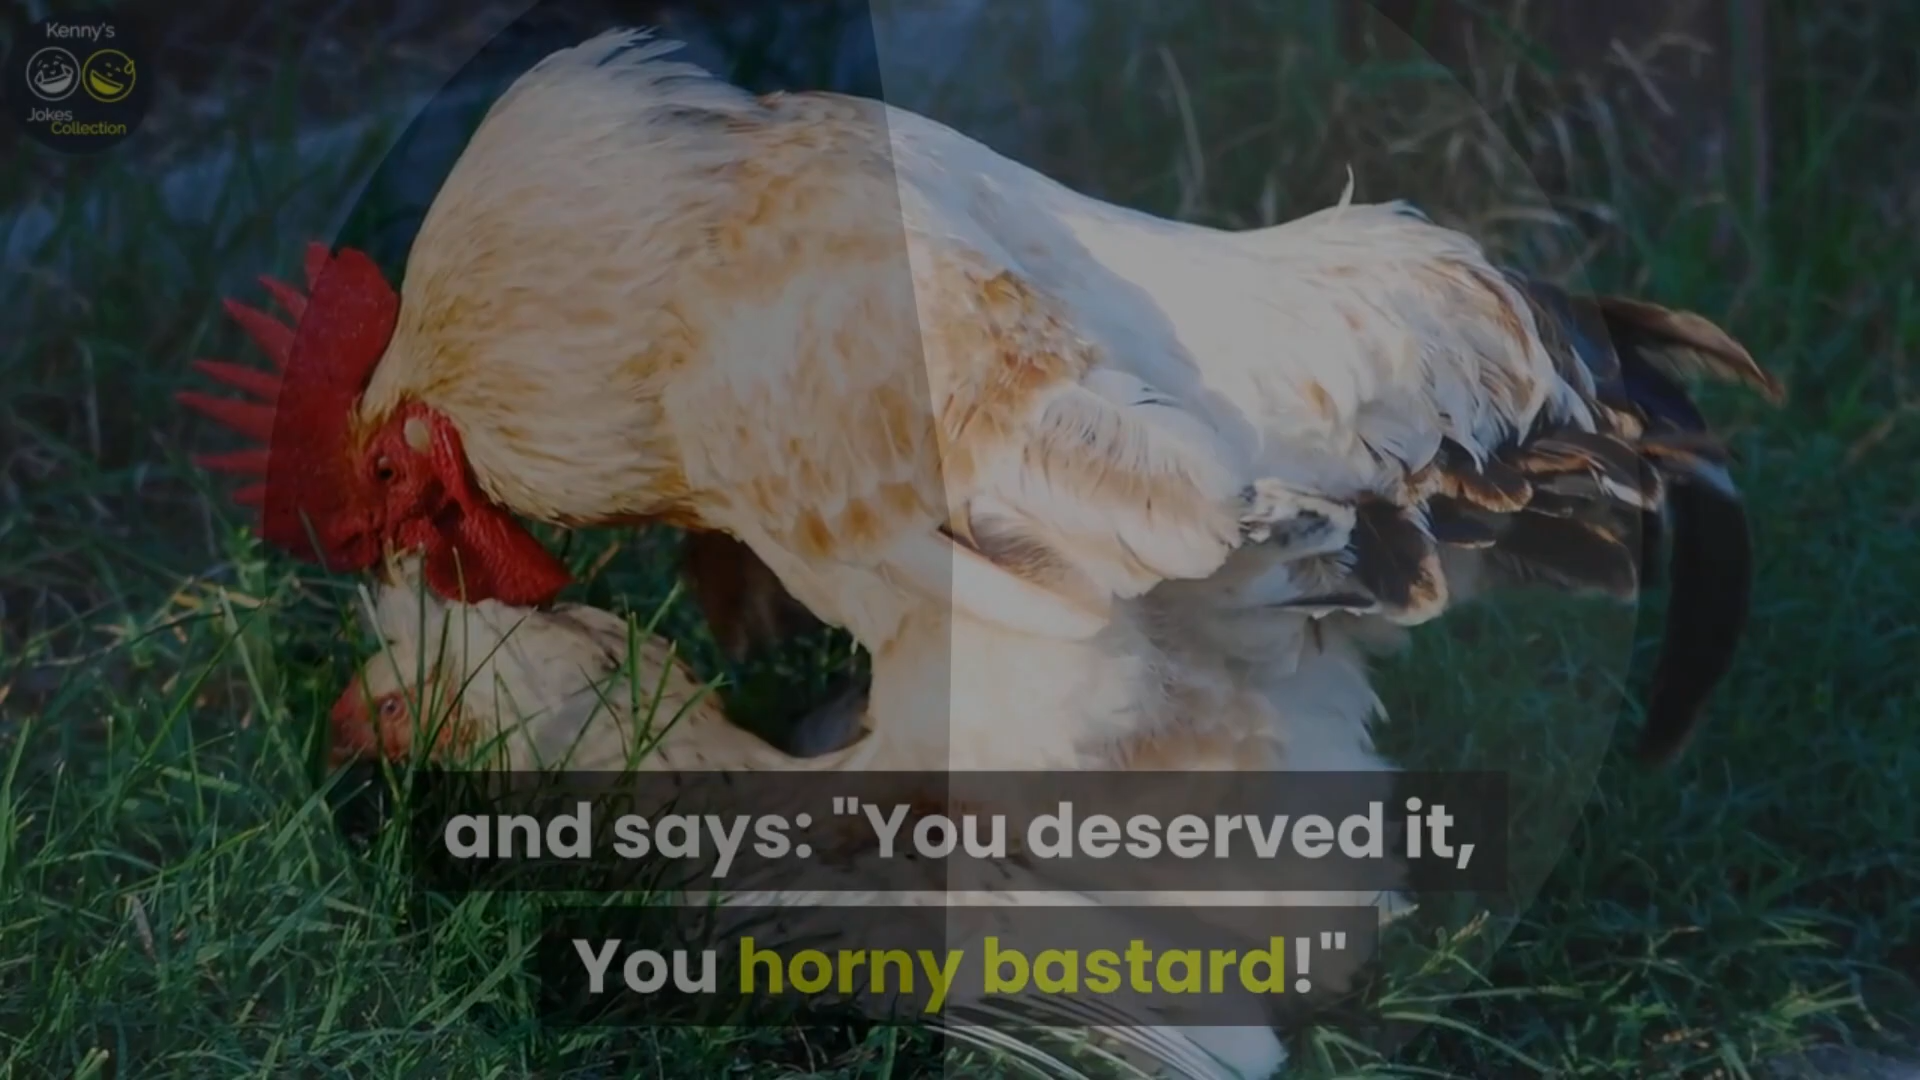 Kenny's
Jokes
Collection
and says: "You deserved it,
You horny bastard!"